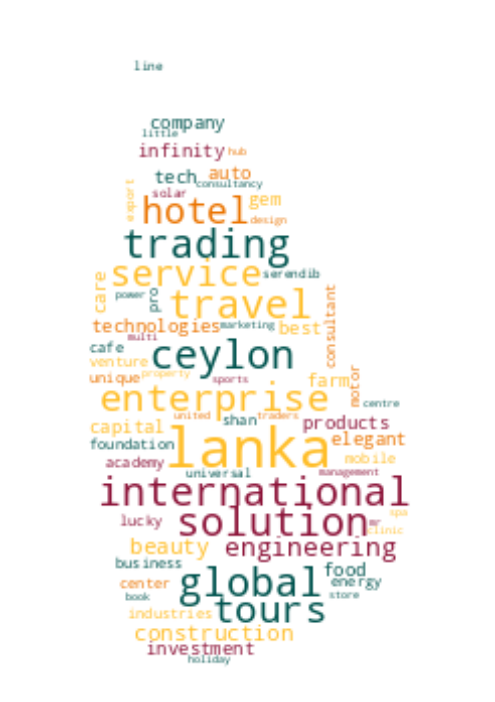 line
company
little
infinity hub
tech auto
consultancy
solar
export
hotel gem
design
trading
service serendib
care
power pro travel
consultant
technologies marketing best
multi
cafe ceylon
venture
unique property sports farm motor
enterprise centre
united traders
capital shan products
foundation lanka elegant
academy mobile
universal management
international
spa
lucky solution mr
clinic
beauty engineering
business
global food
center energy
book store
industries tours
construction
investment
holiday